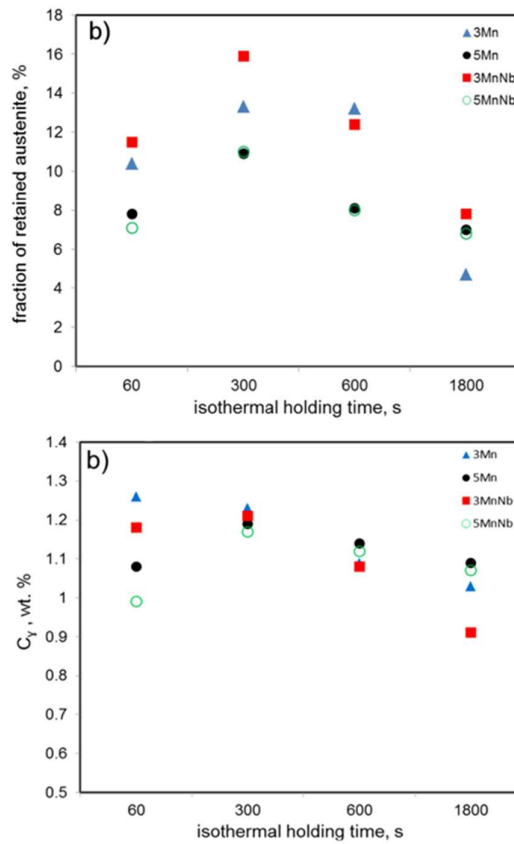 b)
3Mn
5Mn
3MnNb
5MnNb
18
16
14
12
10
8
6
4
2
0
fraction of retained austenite, %
60 300 600 1800
isothermal holding time, s
b)
3Mn
5Mn
3MnNb
5MnNb
1.4
1.3
1.2
1.1
1
0.9
0.8
0.7
0.6
0.5
Cγ , wt. %
60 300 600 1800
isothermal holding time, s